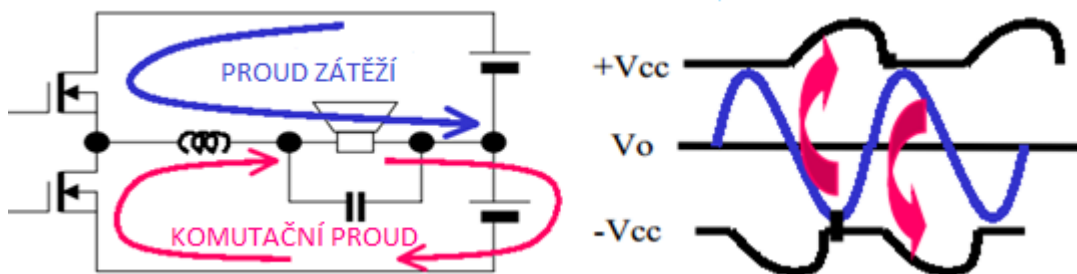 PROUD ZÁTĚŽÍ
KOMUTAČNÍ PROUD
+Vcc
Vo
-Vcc